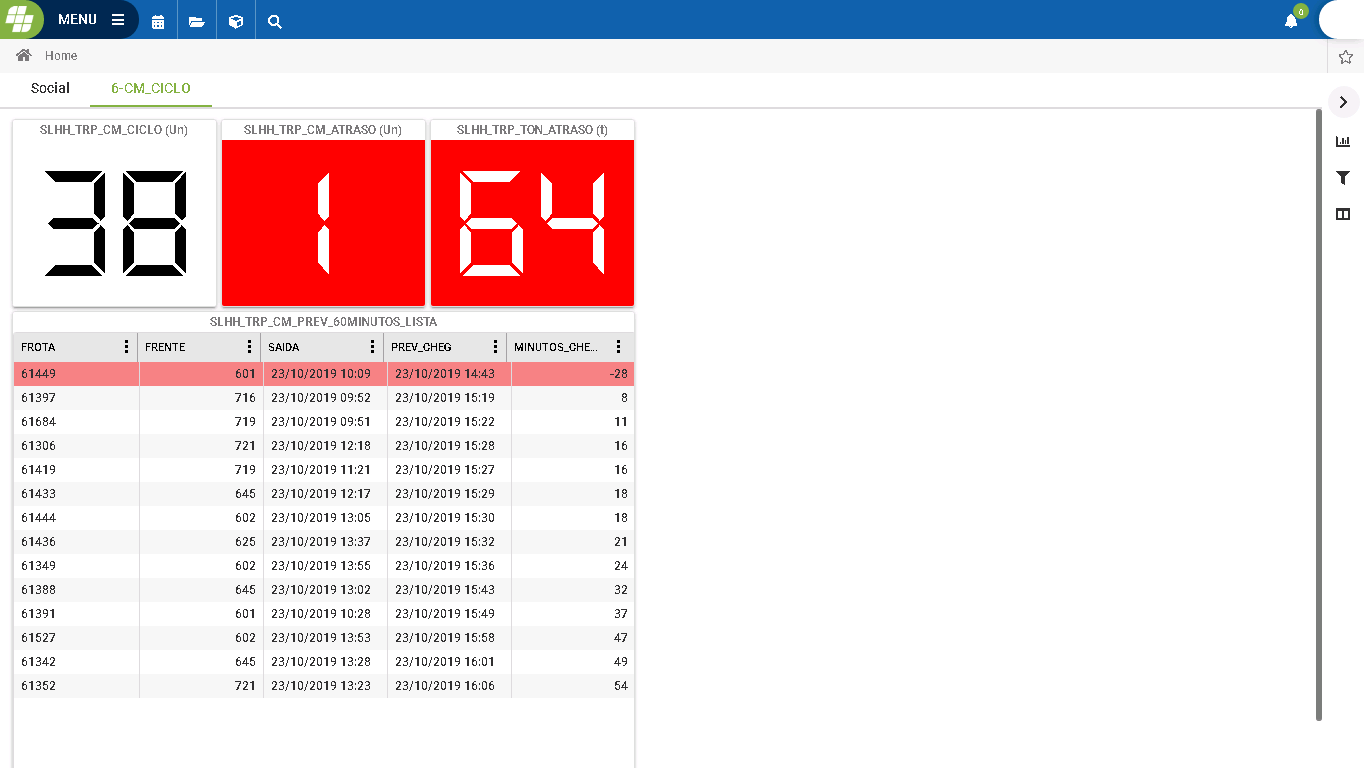 MENU
0
Home
Social 6-CM_CICLO
SLHH_TRP_CM_CICLO (Un) SLHH_TRP_CM_ATRASO (Un) SLHH_TRP_TON_ATRASO (t)
38 1 64
SLHH_TRP_CM_PREV_60MINUTOS_LISTA
FROTA FRENTE SAIDA PREV_CHEG MINUTOS_CHE...
61449 601 23/10/2019 10:09 23/10/2019 14:43 -28
61397 716 23/10/2019 09:52 23/10/2019 15:19 8
61684 719 23/10/2019 09:51 23/10/2019 15:22 11
61306 721 23/10/2019 12:18 23/10/2019 15:28 16
61419 719 23/10/2019 11:21 23/10/2019 15:27 16
61433 645 23/10/2019 12:17 23/10/2019 15:29 18
61444 602 23/10/2019 13:05 23/10/2019 15:30 18
61436 625 23/10/2019 13:37 23/10/2019 15:32 21
61349 602 23/10/2019 13:55 23/10/2019 15:36 24
61388 645 23/10/2019 13:02 23/10/2019 15:43 32
61391 601 23/10/2019 10:28 23/10/2019 15:49 37
61527 602 23/10/2019 13:53 23/10/2019 15:58 47
61342 645 23/10/2019 13:28 23/10/2019 16:01 49
61352 721 23/10/2019 13:23 23/10/2019 16:06 54